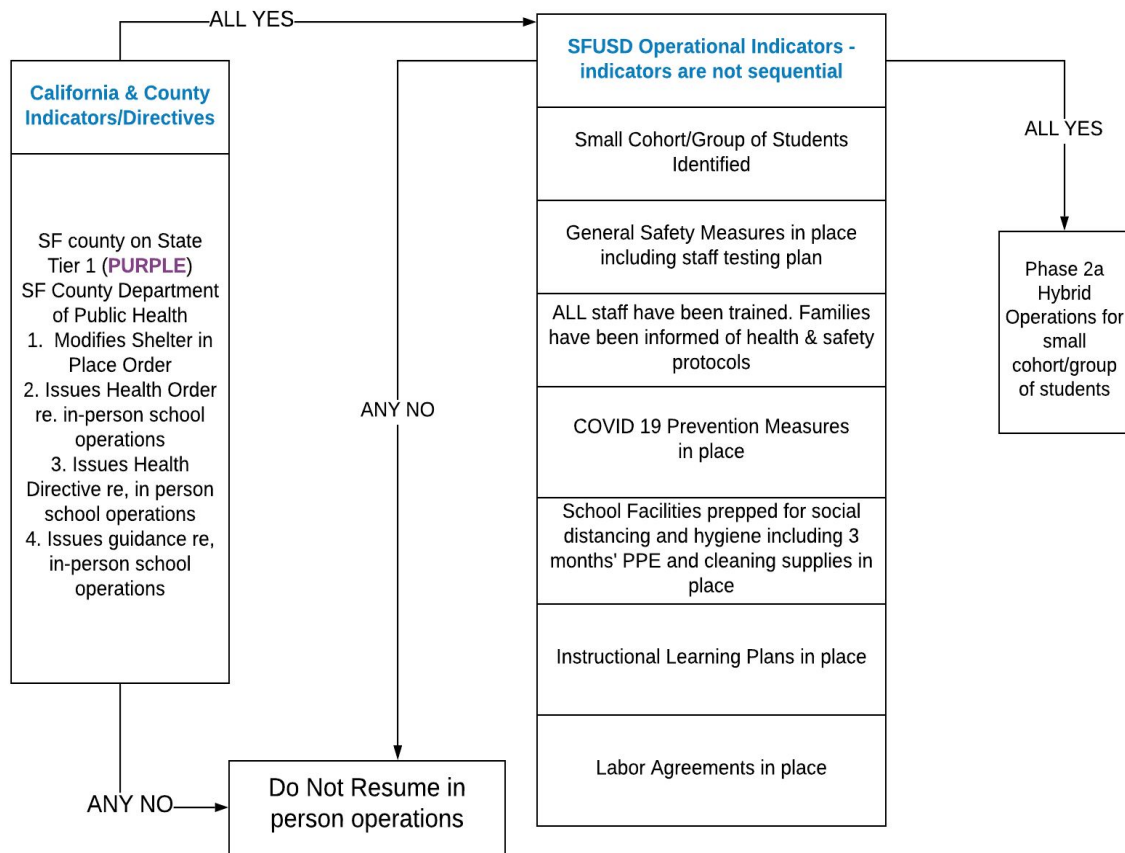 ALL YES
California & County
Indicators/Directives
SF county on State
Tier 1 (PURPLE)
SF County Department
of Public Health
1.  Modifies Shelter in
Place Order
2. Issues Health Order
re. in-person school
operations
3. Issues Health
Directive re, in person
school operations
4. Issues guidance re,
in-person school
operations
ANY NO
Do Not Resume in
person operations
ANY NO
SFUSD Operational Indicators -
indicators are not sequential
Small Cohort/Group of Students
Identified
General Safety Measures in place
including staff testing plan
ALL staff have been trained. Families
have been informed of health & safety
protocols
COVID 19 Prevention Measures
in place
School Facilities prepped for social
distancing and hygiene including 3
months' PPE and cleaning supplies in
place
Instructional Learning Plans in place
Labor Agreements in place
ALL YES
Phase 2a
Hybrid
Operations for
small
cohort/group
of students